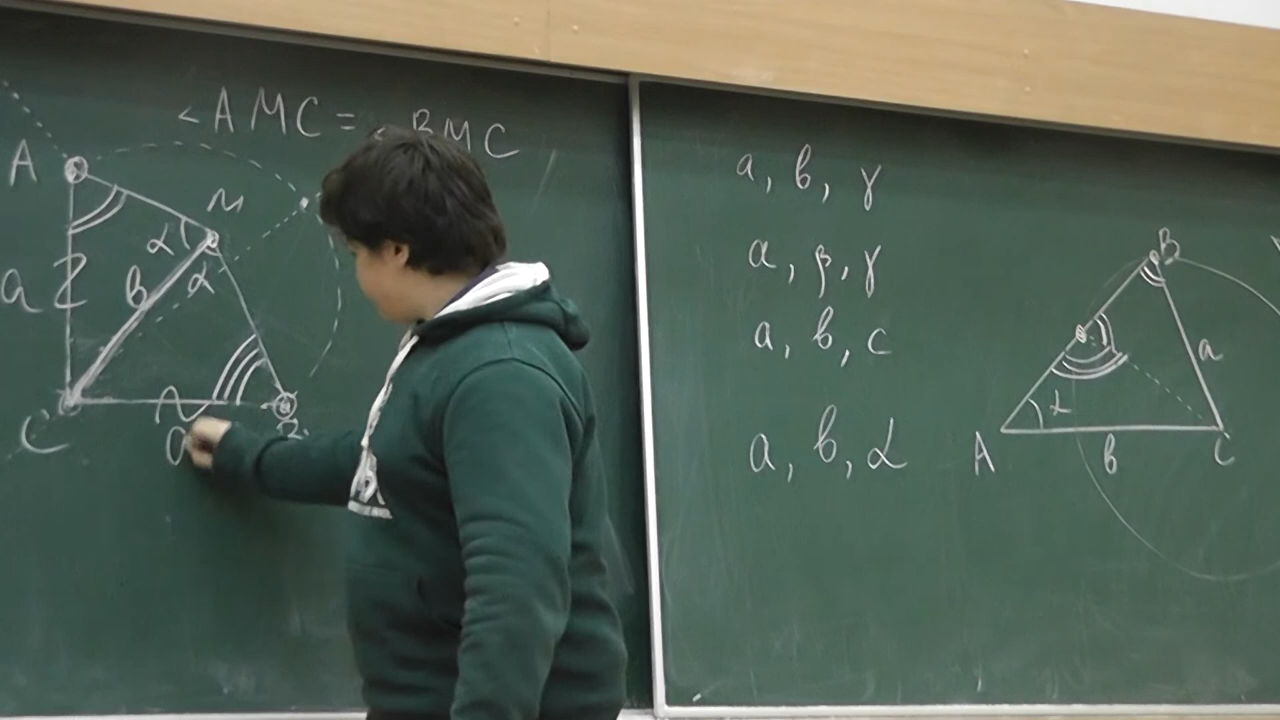 ∠AMC = ∠BMC
A
M
α
a
в
α
C
B
a
a, в, γ
a, β, γ
a, в, c
a, в, α
B
a
α
A
в
C